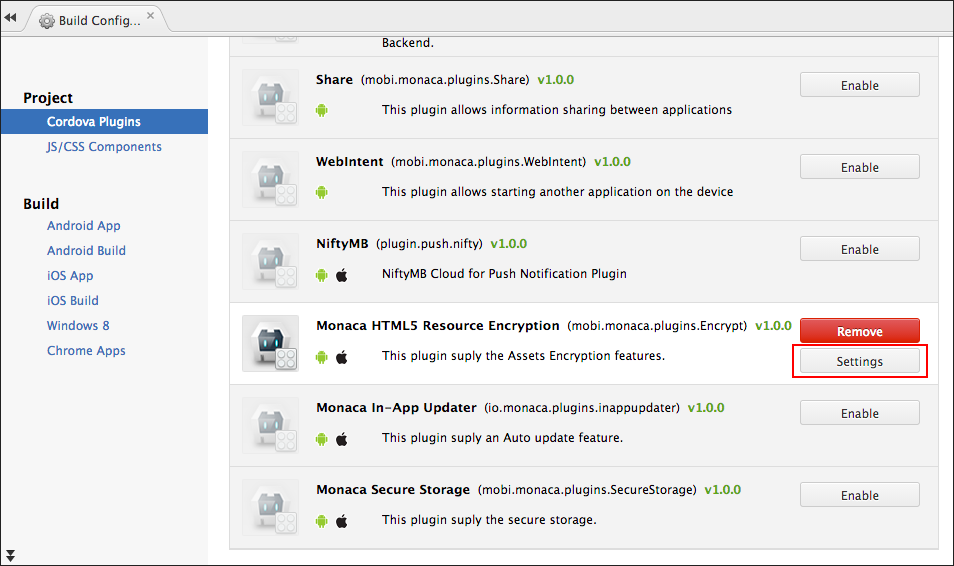 Build Config...
Project
Cordova Plugins
JS/CSS Components
Build
Android App
Android Build
iOS App
iOS Build
Windows 8
Chrome Apps
Backend.
Share (mobi.monaca.plugins.Share) v1.0.0
Enable
This plugin allows information sharing between applications
WebIntent (mobi.monaca.plugins.WebIntent) v1.0.0
Enable
This plugin allows starting another application on the device
NiftyMB (plugin.push.nifty) v1.0.0
Enable
NiftyMB Cloud for Push Notification Plugin
Monaca HTML5 Resource Encryption (mobi.monaca.plugins.Encrypt) v1.0.0
Remove
This plugin suply the Assets Encryption features.
Settings
Monaca In-App Updater (io.monaca.plugins.inappupdater) v1.0.0
Enable
This plugin suply an Auto update feature.
Monaca Secure Storage (mobi.monaca.plugins.SecureStorage) v1.0.0
Enable
This plugin suply the secure storage.